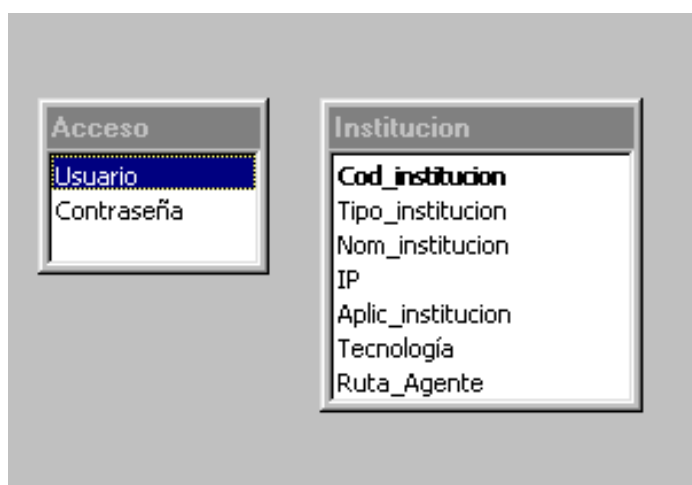 Acceso
Usuario
Contraseña
Institucion
Cod_institucion
Tipo_institucion
Nom_institucion
IP
Aplic_institucion
Tecnología
Ruta_Agente